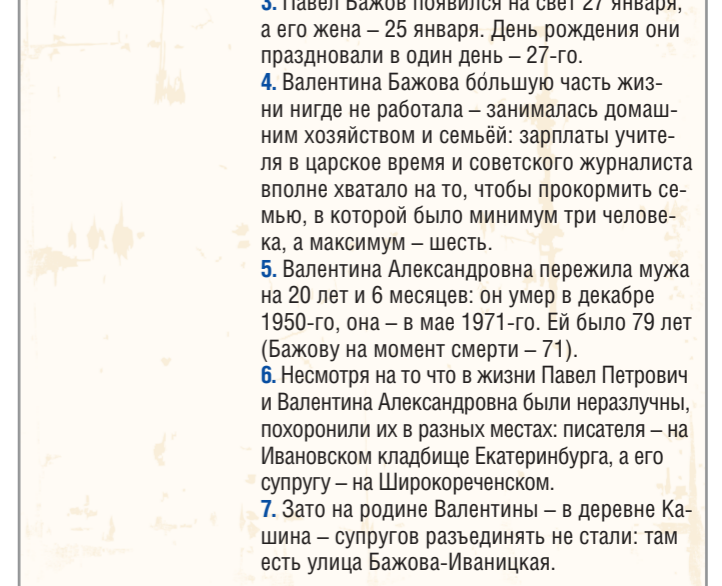 3. Павел Бажов появился на свет 27 января,
а его жена – 25 января. День рождения они
праздновали в один день – 27-го.
4. Валентина Бажова бо́льшую часть жиз-
ни нигде не работала – занималась домаш-
ним хозяйством и семьёй: зарплаты учите-
ля в царское время и советского журналиста
вполне хватало на то, чтобы прокормить се-
мью, в которой было минимум три челове-
ка, а максимум – шесть.
5. Валентина Александровна пережила мужа
на 20 лет и 6 месяцев: он умер в декабре
1950-го, она – в мае 1971-го. Ей было 79 лет
(Бажову на момент смерти – 71).
6. Несмотря на то что в жизни Павел Петрович
и Валентина Александровна были неразлучны,
похоронили их в разных местах: писателя – на
Ивановском кладбище Екатеринбурга, а его
супругу – на Широкореченском.
7. Зато на родине Валентины – в деревне Ка-
шина – супругов разъединять не стали: там
есть улица Бажова-Иваницкая.